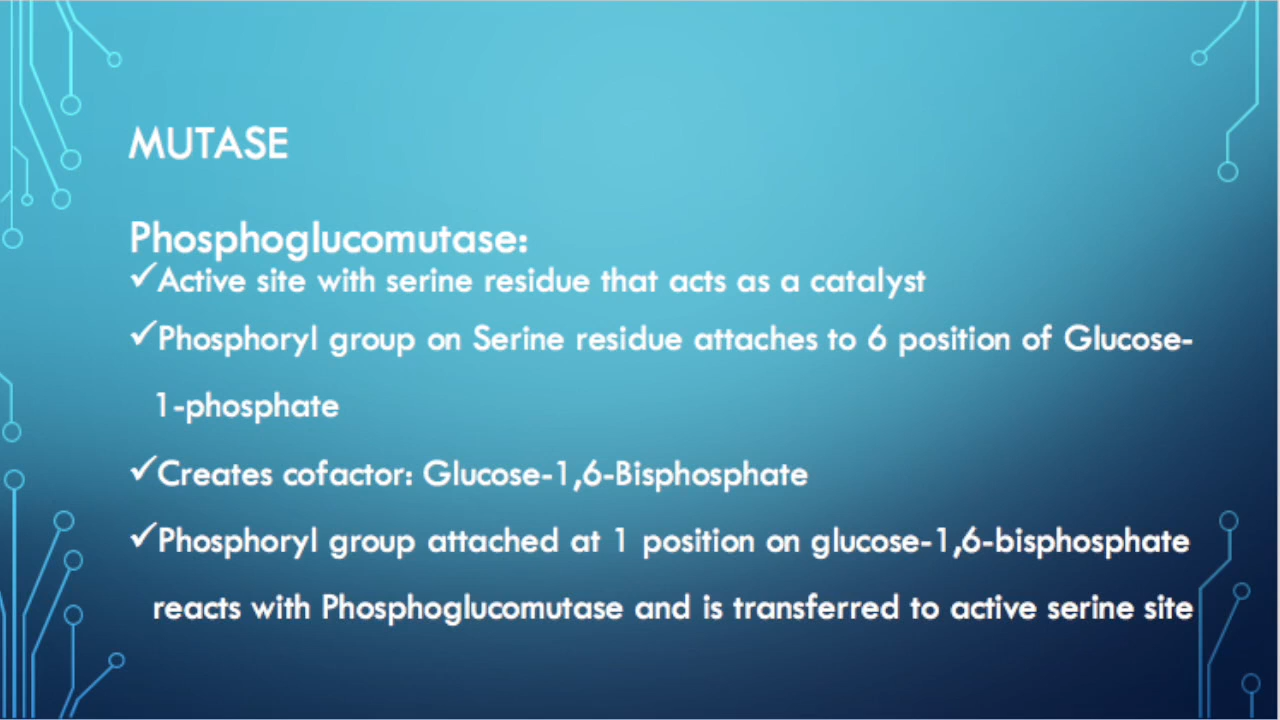 MUTASE
Phosphoglucomutase:
✓Active site with serine residue that acts as a catalyst
✓Phosphoryl group on Serine residue attaches to 6 position of Glucose-
1-phosphate
✓Creates cofactor: Glucose-1,6-Bisphosphate
✓Phosphoryl group attached at 1 position on glucose-1,6-bisphosphate
reacts with Phosphoglucomutase and is transferred to active serine site